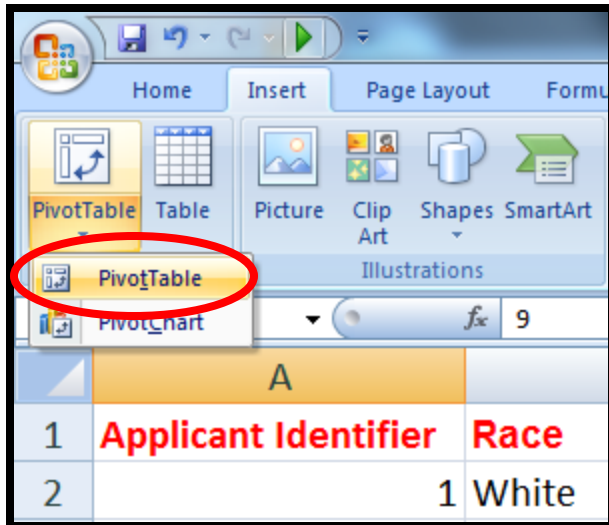 Home Insert Page Layout Formu
PivotTable Table Picture Clip Art Shapes SmartArt
Illustrations
PivotTable
PivotChart
fx 9
A
1 Applicant Identifier Race
2 1 White